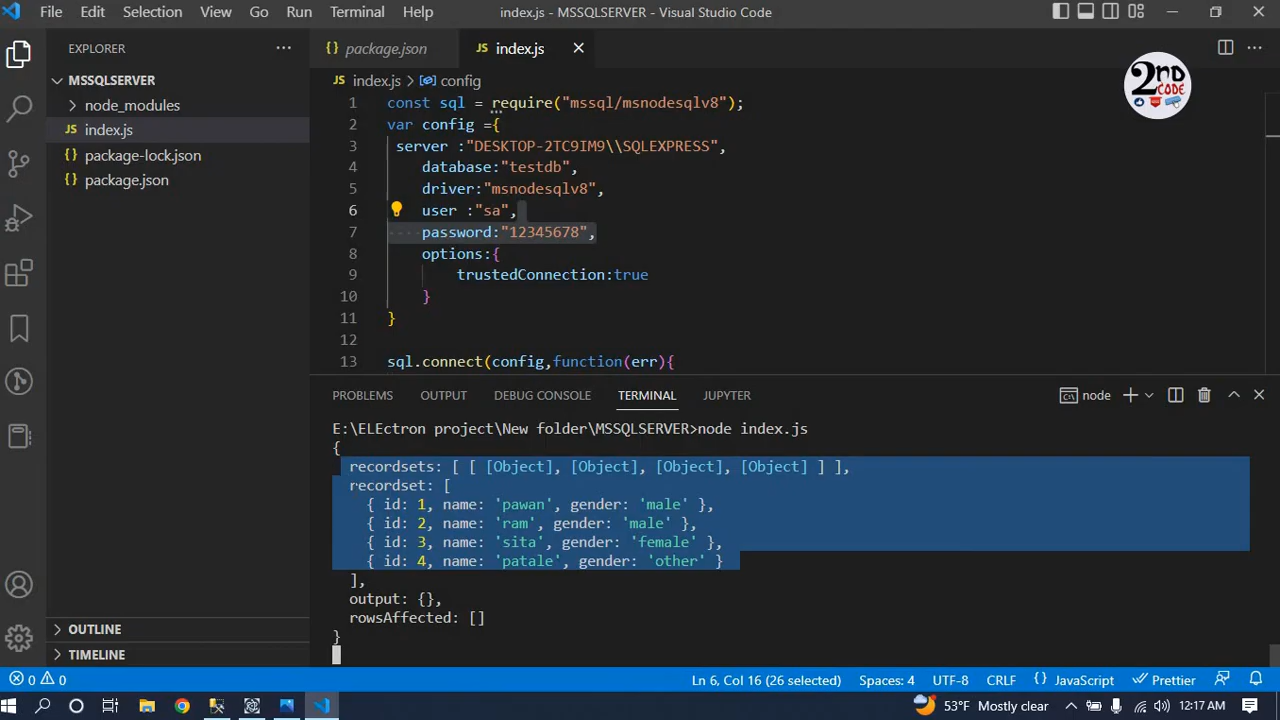 File Edit Selection View Go Run Terminal Help
index.js - MSSQLSERVER - Visual Studio Code
EXPLORER
MSSQLSERVER
node_modules
JS index.js
{} package-lock.json
{} package.json
OUTLINE
TIMELINE
{} package.json
JS index.js
JS index.js > config
2nd
CODE
1 const sql = require("mssql/msnodesqlv8");
2 var config ={
3 server :"DESKTOP-2TC9IM9\\SQLEXPRESS",
4 database:"testdb",
5 driver:"msnodesqlv8",
6 user :"sa",
7 password:"12345678",
8 options:{
9 trustedConnection:true
10 }
11 }
12
13 sql.connect(config,function(err){
PROBLEMS OUTPUT DEBUG CONSOLE TERMINAL JUPYTER
node
E:\ELEctron project\New folder\MSSQLSERVER>node index.js
{
recordsets: [ [ [Object], [Object], [Object], [Object] ] ],
recordset: [
{ id: 1, name: 'pawan', gender: 'male' },
{ id: 2, name: 'ram', gender: 'male' },
{ id: 3, name: 'sita', gender: 'female' },
{ id: 4, name: 'patale', gender: 'other' }
],
output: {},
rowsAffected: []
}
0 0
Ln 6, Col 16 (26 selected) Spaces: 4 UTF-8 CRLF {} JavaScript Prettier
53°F Mostly clear
12:17 AM